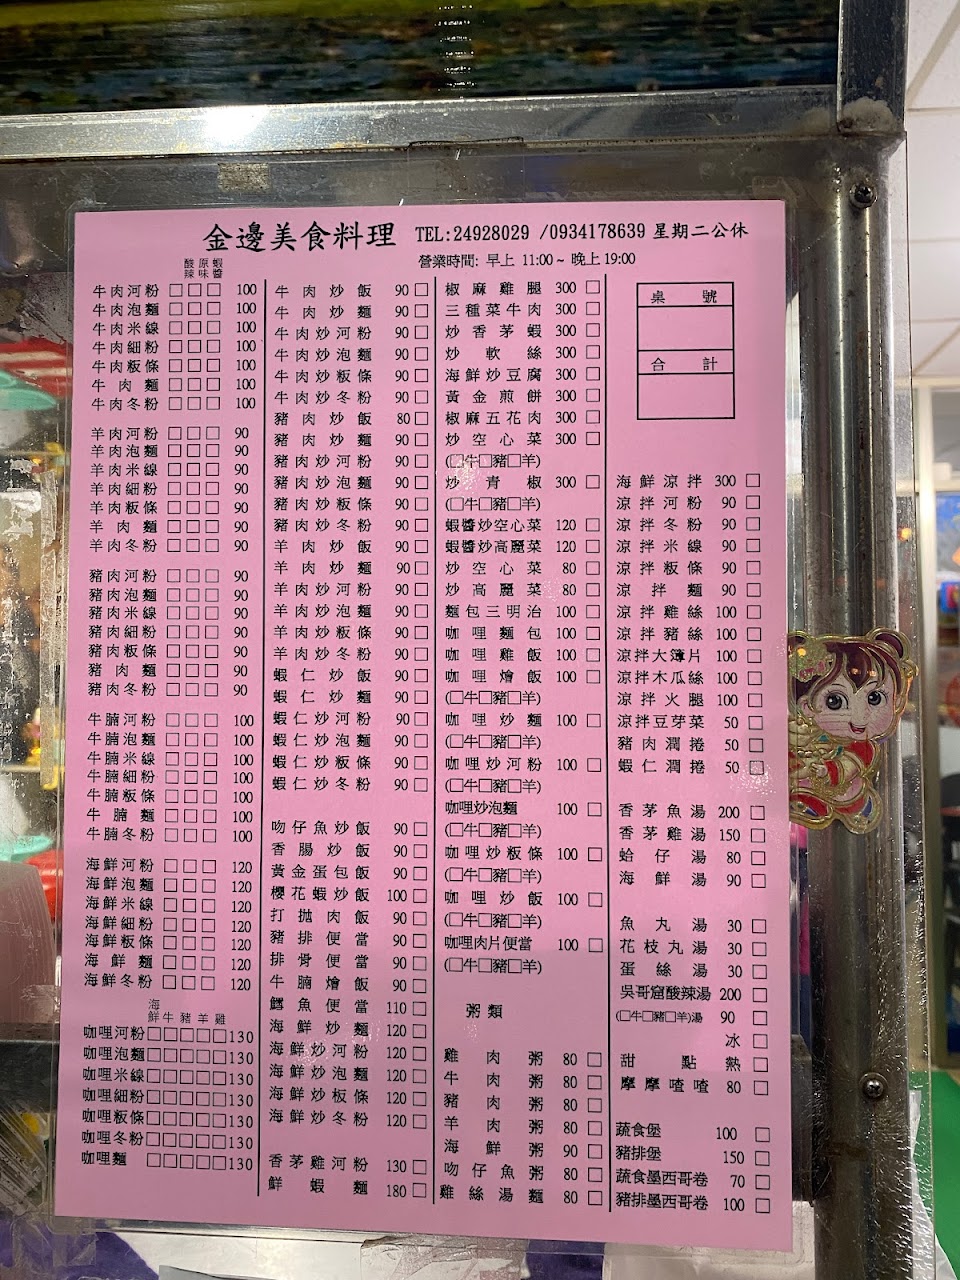 金邊美食料理 TEL:24928029 /0934178639 星期二公休
營業時間: 早上 11:00~ 晚上19:00
酸辣 原味 蝦醬
牛肉河粉 □□□ 100
牛肉泡麵 □□□ 100
牛肉米線 □□□ 100
牛肉細粉 □□□ 100
牛肉粄條 □□□ 100
牛肉麵 □□□ 100
牛肉冬粉 □□□ 100
羊肉河粉 □□□ 90
羊肉泡麵 □□□ 90
羊肉米線 □□□ 90
羊肉細粉 □□□ 90
羊肉粄條 □□□ 90
羊肉麵 □□□ 90
羊肉冬粉 □□□ 90
豬肉河粉 □□□ 90
豬肉泡麵 □□□ 90
豬肉米線 □□□ 90
豬肉細粉 □□□ 90
豬肉粄條 □□□ 90
豬肉麵 □□□ 90
豬肉冬粉 □□□ 90
牛腩河粉 □□□ 100
牛腩泡麵 □□□ 100
牛腩米線 □□□ 100
牛腩細粉 □□□ 100
牛腩粄條 □□□ 100
牛腩麵 □□□ 100
牛腩冬粉 □□□ 100
海鮮河粉 □□□ 120
海鮮泡麵 □□□ 120
海鮮米線 □□□ 120
海鮮細粉 □□□ 120
海鮮粄條 □□□ 120
海鮮麵 □□□ 120
海鮮冬粉 □□□ 120
海鮮 牛 豬 羊 雞
咖哩河粉□□□□□130
咖哩泡麵□□□□□130
咖哩米線□□□□□130
咖哩細粉□□□□□130
咖哩粄條□□□□□130
咖哩冬粉□□□□□130
咖哩麵 □□□□□130
牛肉炒飯 90□
牛肉炒麵 90□
牛肉炒河粉 90□
牛肉炒泡麵 90□
牛肉炒粄條 90□
牛肉炒冬粉 90□
豬肉炒飯 80□
豬肉炒麵 90□
豬肉炒河粉 90□
豬肉炒泡麵 90□
豬肉炒粄條 90□
豬肉炒冬粉 90□
羊肉炒飯 90□
羊肉炒麵 90□
羊肉炒河粉 90□
羊肉炒泡麵 90□
羊肉炒粄條 90□
羊肉炒冬粉 90□
蝦仁炒飯 90□
蝦仁炒麵 90□
蝦仁炒河粉 90□
蝦仁炒泡麵 90□
蝦仁炒粄條 90□
蝦仁炒冬粉 90□
吻仔魚炒飯 90□
香腸炒飯 90□
黃金蛋包飯 90□
櫻花蝦炒飯 100□
打拋肉飯 90□
豬排便當 90□
排骨便當 90□
牛腩燴飯 90□
鱈魚便當 110□
海鮮炒麵 120□
海鮮炒河粉 120□
海鮮炒泡麵 120□
海鮮炒粄條 120□
海鮮炒冬粉 120□
香茅雞河粉 130□
鮮蝦麵 180□
椒麻雞腿 300 □
三種菜牛肉 300 □
炒香茅蝦 300 □
炒軟絲 300 □
海鮮炒豆腐 300 □
黃金煎餅 300 □
椒麻五花肉 300 □
炒空心菜 300 □
(□牛□豬□羊)
炒青椒 300 □
(□牛□豬□羊)
蝦醬炒空心菜 120 □
蝦醬炒高麗菜 120 □
炒空心菜 80 □
炒高麗菜 80 □
麵包三明治 100 □
咖哩麵包 100 □
咖哩雞飯 100 □
咖哩燴飯 100 □
(□牛□豬□羊)
咖哩炒麵 100 □
(□牛□豬□羊)
咖哩炒河粉 100 □
(□牛□豬□羊)
咖哩炒泡麵 100 □
(□牛□豬□羊)
咖哩炒粄條 100 □
(□牛□豬□羊)
咖哩炒飯 100 □
(□牛□豬□羊)
咖哩肉片便當 100 □
(□牛□豬□羊)
粥類
雞肉粥 80 □
牛肉粥 80 □
豬肉粥 80 □
羊肉粥 80 □
海鮮粥 90 □
吻仔魚粥 80 □
雞絲湯麵 80 □
桌號
合計
海鮮涼拌 300 □
涼拌河粉 90 □
涼拌冬粉 90 □
涼拌米線 90 □
涼拌粄條 90 □
涼拌麵 90 □
涼拌雞絲 100 □
涼拌豬絲 100 □
涼拌大薄片 100 □
涼拌木瓜絲 100 □
涼拌火腿 100 □
涼拌豆芽菜 50 □
豬肉潤捲 50 □
蝦仁潤捲 50 □
香茅魚湯 200 □
香茅雞湯 150 □
蛤仔湯 80 □
海鮮湯 90 □
魚丸湯 30 □
花枝丸湯 30 □
蛋絲湯 30 □
吳哥窟酸辣湯 200 □
(□牛□豬□羊)湯 90 □
冰 □
甜點熱 □
摩摩喳喳 80 □
蔬食堡 100 □
豬排堡 150 □
蔬食墨西哥卷 70 □
豬排墨西哥卷 100 □